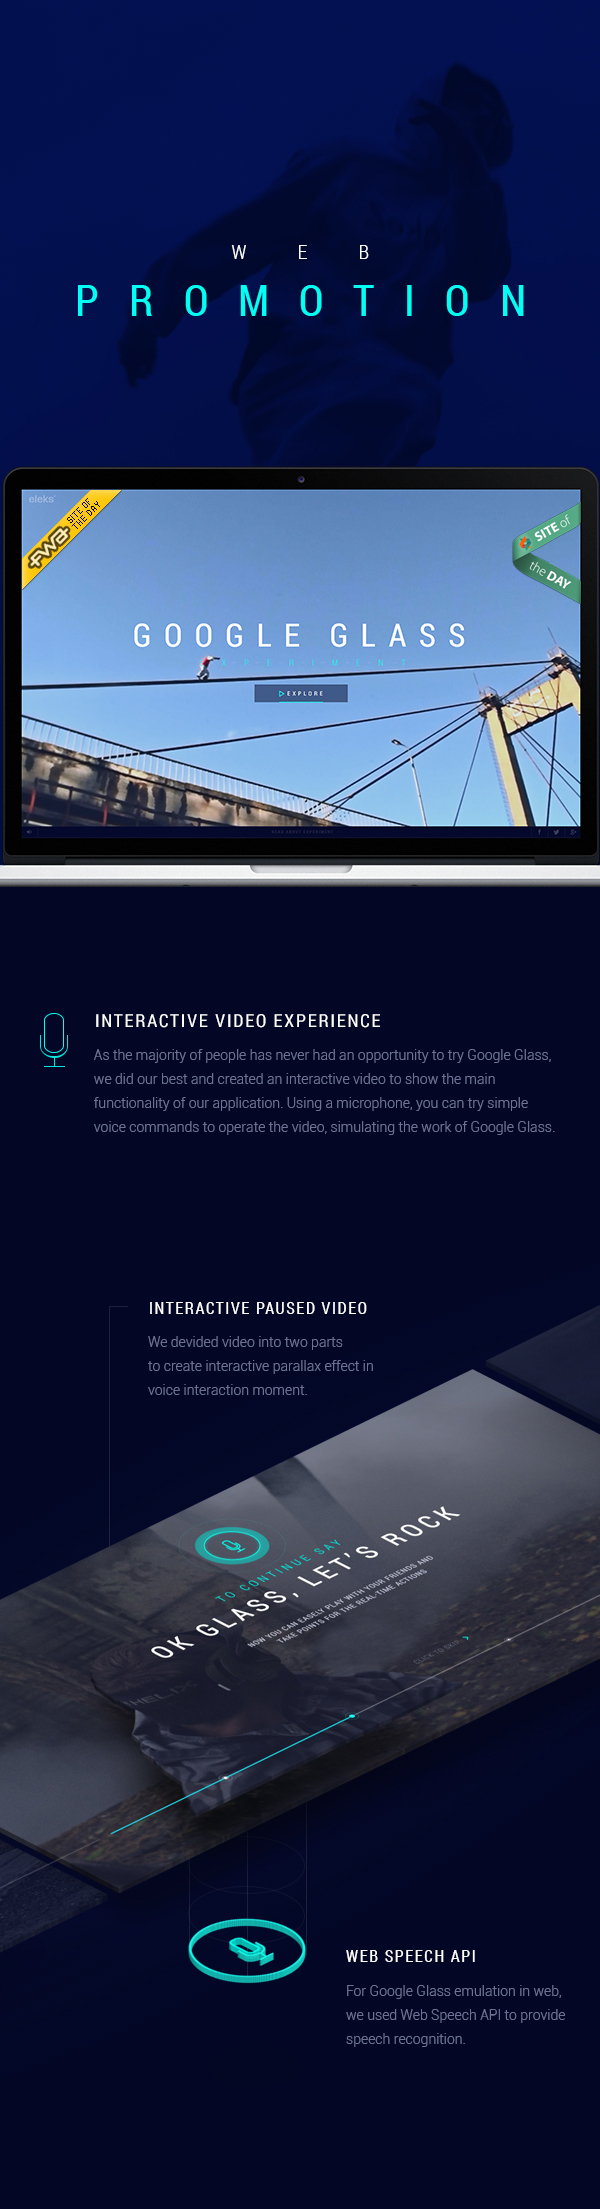 WEB
PROMOTION
eleks
FWA
SITE OF
THE DAY
SITE of
the DAY
GOOGLE GLASS
EXPERIMENT
EXPLORE
READ ABOUT EXPERIMENT
INTERACTIVE VIDEO EXPERIENCE
As the majority of people has never had an opportunity to try Google Glass,
we did our best and created an interactive video to show the main
functionality of our application. Using a microphone, you can try simple
voice commands to operate the video, simulating the work of Google Glass.
INTERACTIVE PAUSED VIDEO
We devided video into two parts
to create interactive parallax effect in
voice interaction moment.
TO CONTINUE SAY
OK GLASS, LET'S ROCK
NOW YOU CAN EASELY PLAY WITH YOUR FRIENDS AND
TAKE POINTS FOR THE REAL-TIME ACTIONS
CLICK TO SKIP
WEB SPEECH API
For Google Glass emulation in web,
we used Web Speech API to provide
speech recognition.